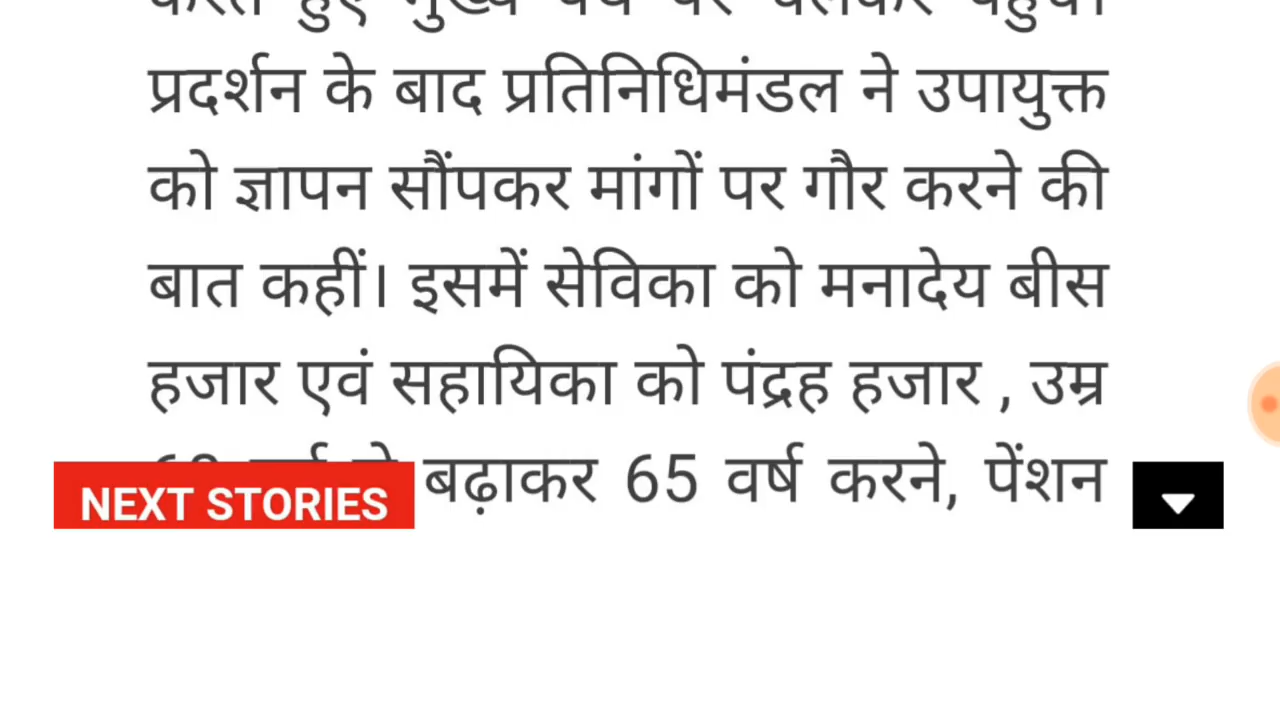 प्रदर्शन के बाद प्रतिनिधिमंडल ने उपायुक्त
को ज्ञापन सौंपकर मांगों पर गौर करने की
बात कहीं। इसमें सेविका को मनादेय बीस
हजार एवं सहायिका को पंद्रह हजार , उम्र
बढ़ाकर 65 वर्ष करने, पेंशन
NEXT STORIES